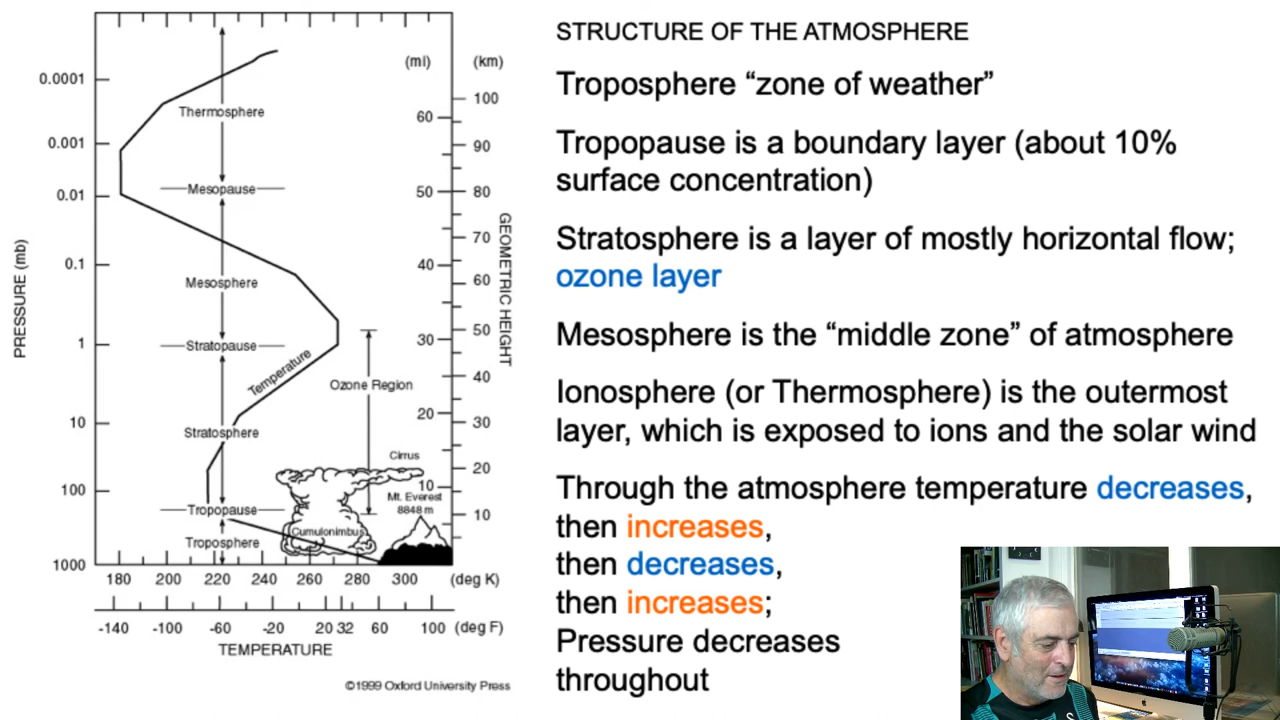 STRUCTURE OF THE ATMOSPHERE
Troposphere “zone of weather”
Tropopause is a boundary layer (about 10%
surface concentration)
Stratosphere is a layer of mostly horizontal flow;
ozone layer
Mesosphere is the “middle zone” of atmosphere
Ionosphere (or Thermosphere) is the outermost
layer, which is exposed to ions and the solar wind
Through the atmosphere temperature decreases,
then increases,
then decreases,
then increases;
Pressure decreases
throughout
PRESSURE (mb)
0.0001
0.001
0.01
0.1
1
10
100
1000
Thermosphere
Mesopause
Mesosphere
Stratopause
Temperature
Ozone Region
Stratosphere
Cirrus
Mt. Everest
8848 m
Tropopause
Cumulonimbus
Troposphere
(mi)
60
50
40
30
20
10
(km)
100
90
80
70
60
50
40
30
20
10
GEOMETRIC HEIGHT
180 200 220 240 260 280 300 (deg K)
-140 -100 -60 -20 20 32 60 100 (deg F)
TEMPERATURE
©1999 Oxford University Press